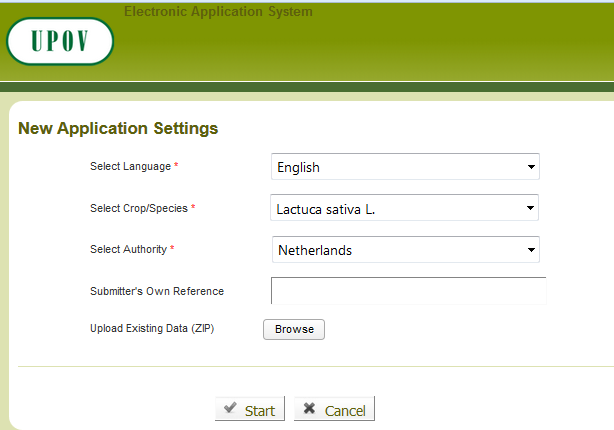 Electronic Application System
UPOV
New Application Settings
Select Language * English
Select Crop/Species * Lactuca sativa L.
Select Authority * Netherlands
Submitter's Own Reference
Upload Existing Data (ZIP) Browse
Start Cancel